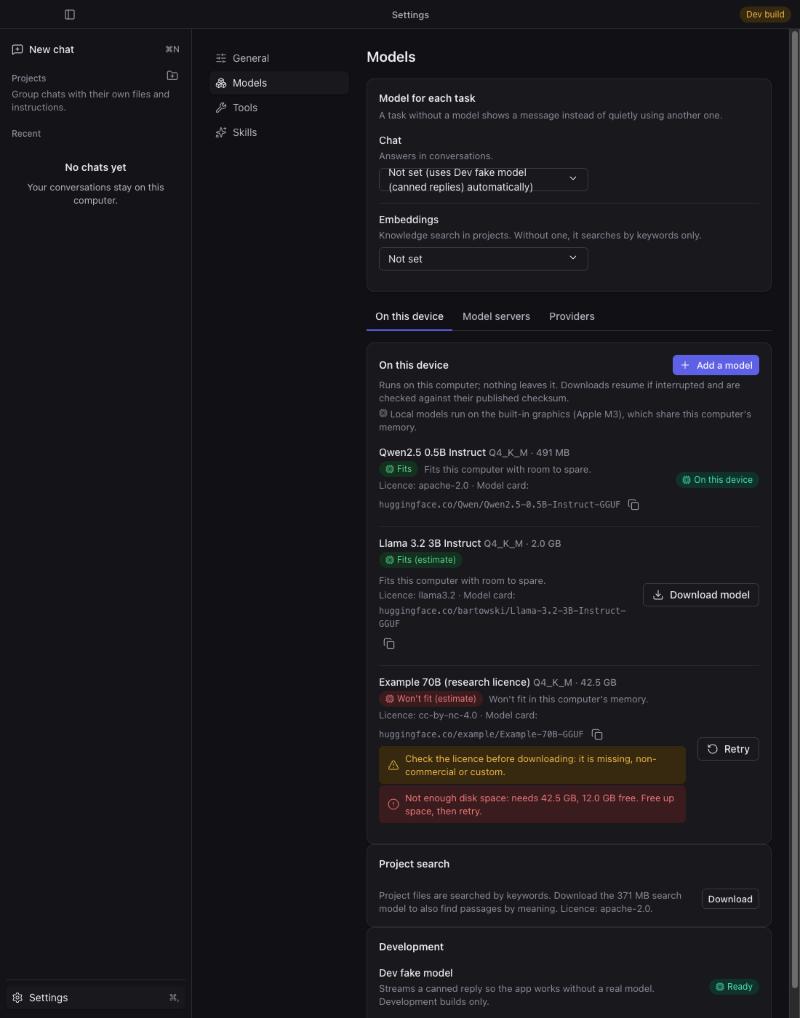 Settings
Dev build
New chat
⌘N
Projects
Group chats with their own files and
instructions.
Recent
No chats yet
Your conversations stay on this
computer.
Settings
⌘,
General
Models
Tools
Skills
Models
Model for each task
A task without a model shows a message instead of quietly using another one.
Chat
Answers in conversations.
Not set (uses Dev fake model
(canned replies) automatically)
Embeddings
Knowledge search in projects. Without one, it searches by keywords only.
Not set
On this device
Model servers
Providers
On this device
Add a model
Runs on this computer; nothing leaves it. Downloads resume if interrupted and are
checked against their published checksum.
Local models run on the built-in graphics (Apple M3), which share this computer's
memory.
Qwen2.5 0.5B Instruct Q4_K_M · 491 MB
Fits Fits this computer with room to spare.
Licence: apache-2.0 · Model card:
huggingface.co/Qwen/Qwen2.5-0.5B-Instruct-GGUF
On this device
Llama 3.2 3B Instruct Q4_K_M · 2.0 GB
Fits (estimate)
Fits this computer with room to spare.
Licence: llama3.2 · Model card:
huggingface.co/bartowski/Llama-3.2-3B-Instruct-
GGUF
Download model
Example 70B (research licence) Q4_K_M · 42.5 GB
Won't fit (estimate) Won't fit in this computer's memory.
Licence: cc-by-nc-4.0 · Model card:
huggingface.co/example/Example-70B-GGUF
Check the licence before downloading: it is missing, non-
commercial or custom.
Not enough disk space: needs 42.5 GB, 12.0 GB free. Free up
space, then retry.
Retry
Project search
Project files are searched by keywords. Download the 371 MB search
model to also find passages by meaning. Licence: apache-2.0.
Download
Development
Dev fake model
Streams a canned reply so the app works without a real model.
Development builds only.
Ready